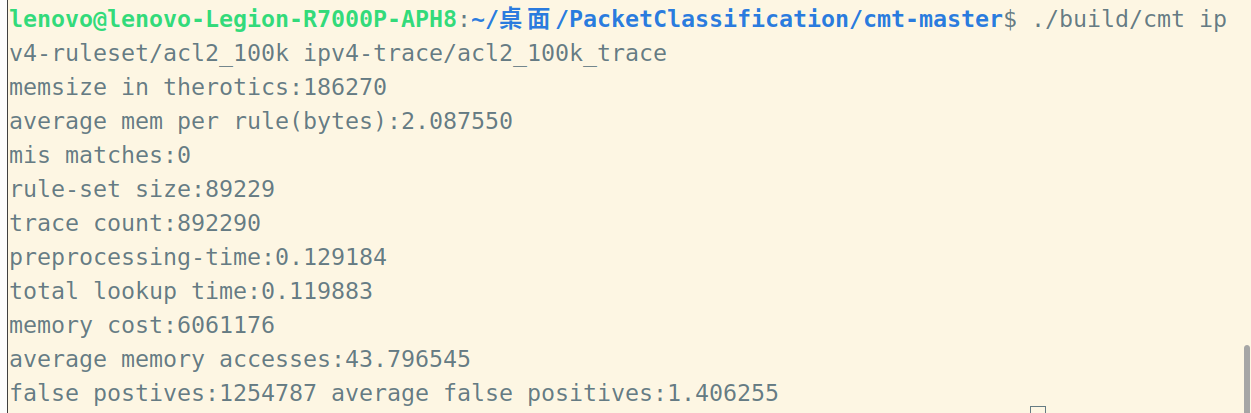 lenovo@lenovo-Legion-R7000P-APH8:~/桌面/PacketClassification/cmt-master$ ./build/cmt ip
v4-ruleset/acl2_100k ipv4-trace/acl2_100k_trace
memsize in therotics:186270
average mem per rule(bytes):2.087550
mis matches:0
rule-set size:89229
trace count:892290
preprocessing-time:0.129184
total lookup time:0.119883
memory cost:6061176
average memory accesses:43.796545
false postives:1254787 average false positives:1.406255